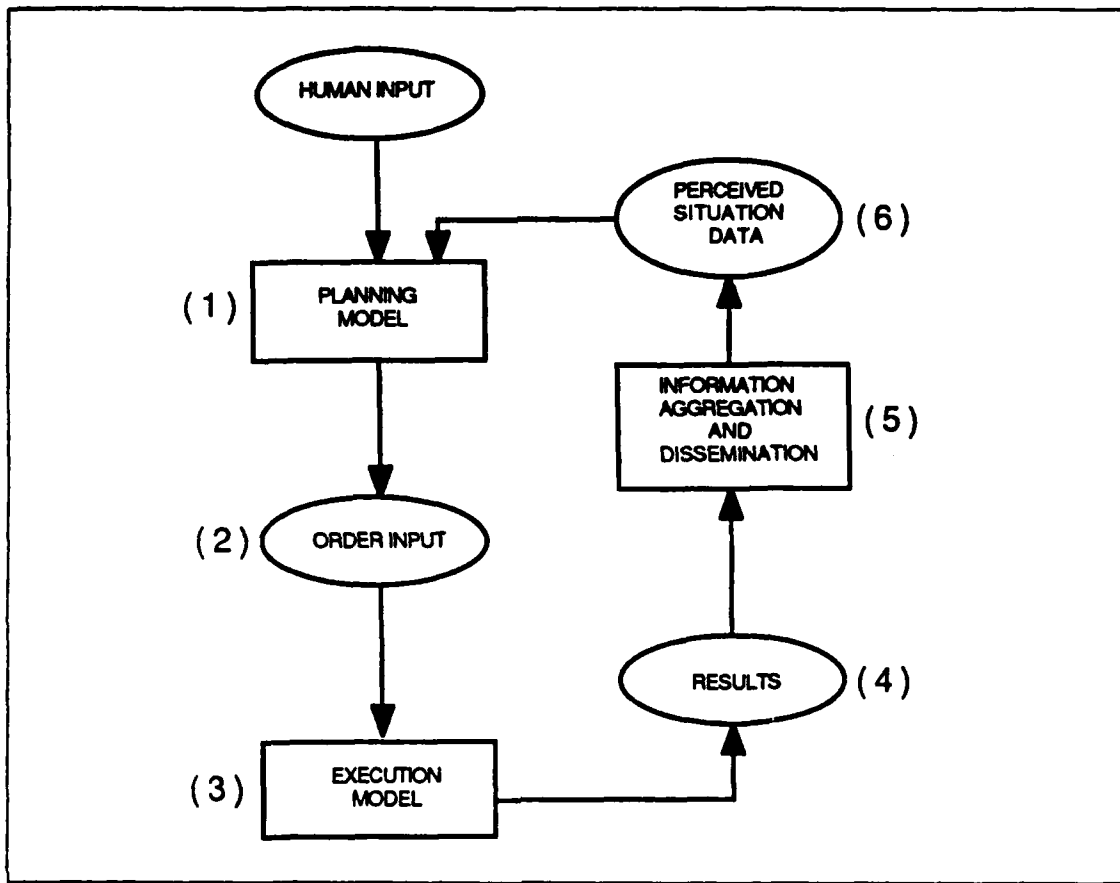 HUMAN INPUT
PERCEIVED
SITUATION
DATA
(6)
(1)
PLANNING
MODEL
INFORMATION
AGGREGATION
AND
DISSEMINATION
(5)
(2)
ORDER INPUT
RESULTS
(4)
(3)
EXECUTION
MODEL